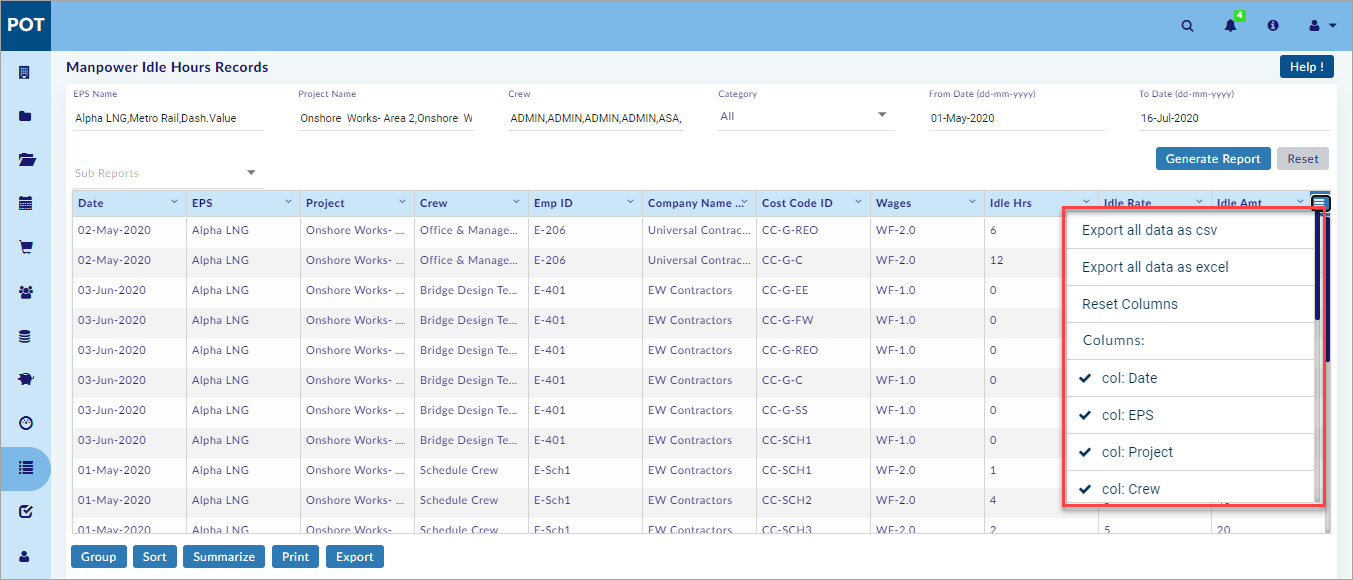 POT
4
Manpower Idle Hours Records
Help !
EPS Name
Project Name
Crew
Category
From Date (dd-mm-yyyy)
To Date (dd-mm-yyyy)
Alpha LNG,Metro Rail,Dash.Value
Onshore Works- Area 2,Onshore W
ADMIN,ADMIN,ADMIN,ADMIN,ASA,
All
01-May-2020
16-Jul-2020
Sub Reports
Generate Report
Reset
Date EPS Project Crew Emp ID Company Name ... Cost Code ID Wages Idle Hrs Idle Rate Idle Amt
02-May-2020 Alpha LNG Onshore Works- ... Office & Manage... E-206 Universal Contrac... CC-G-REO WF-2.0 6
02-May-2020 Alpha LNG Onshore Works- ... Office & Manage... E-206 Universal Contrac... CC-G-C WF-2.0 12
03-Jun-2020 Alpha LNG Onshore Works- ... Bridge Design Te... E-401 EW Contractors CC-G-EE WF-1.0 0
03-Jun-2020 Alpha LNG Onshore Works- ... Bridge Design Te... E-401 EW Contractors CC-G-FW WF-1.0 0
03-Jun-2020 Alpha LNG Onshore Works- ... Bridge Design Te... E-401 EW Contractors CC-G-REO WF-1.0 0
03-Jun-2020 Alpha LNG Onshore Works- ... Bridge Design Te... E-401 EW Contractors CC-G-C WF-1.0 0
03-Jun-2020 Alpha LNG Onshore Works- ... Bridge Design Te... E-401 EW Contractors CC-G-SS WF-1.0 0
03-Jun-2020 Alpha LNG Onshore Works- ... Bridge Design Te... E-401 EW Contractors CC-SCH1 WF-1.0 0
01-May-2020 Alpha LNG Onshore Works- ... Schedule Crew E-Sch1 EW Contractors CC-SCH1 WF-2.0 1
01-May-2020 Alpha LNG Onshore Works- ... Schedule Crew E-Sch1 EW Contractors CC-SCH2 WF-2.0 4
01-May-2020 Alpha LNG Onshore Works- ... Schedule Crew E-Sch1 EW Contractors CC-SCH3 WF-2.0 2 5 20
Export all data as csv
Export all data as excel
Reset Columns
Columns:
col: Date
col: EPS
col: Project
col: Crew
Group
Sort
Summarize
Print
Export